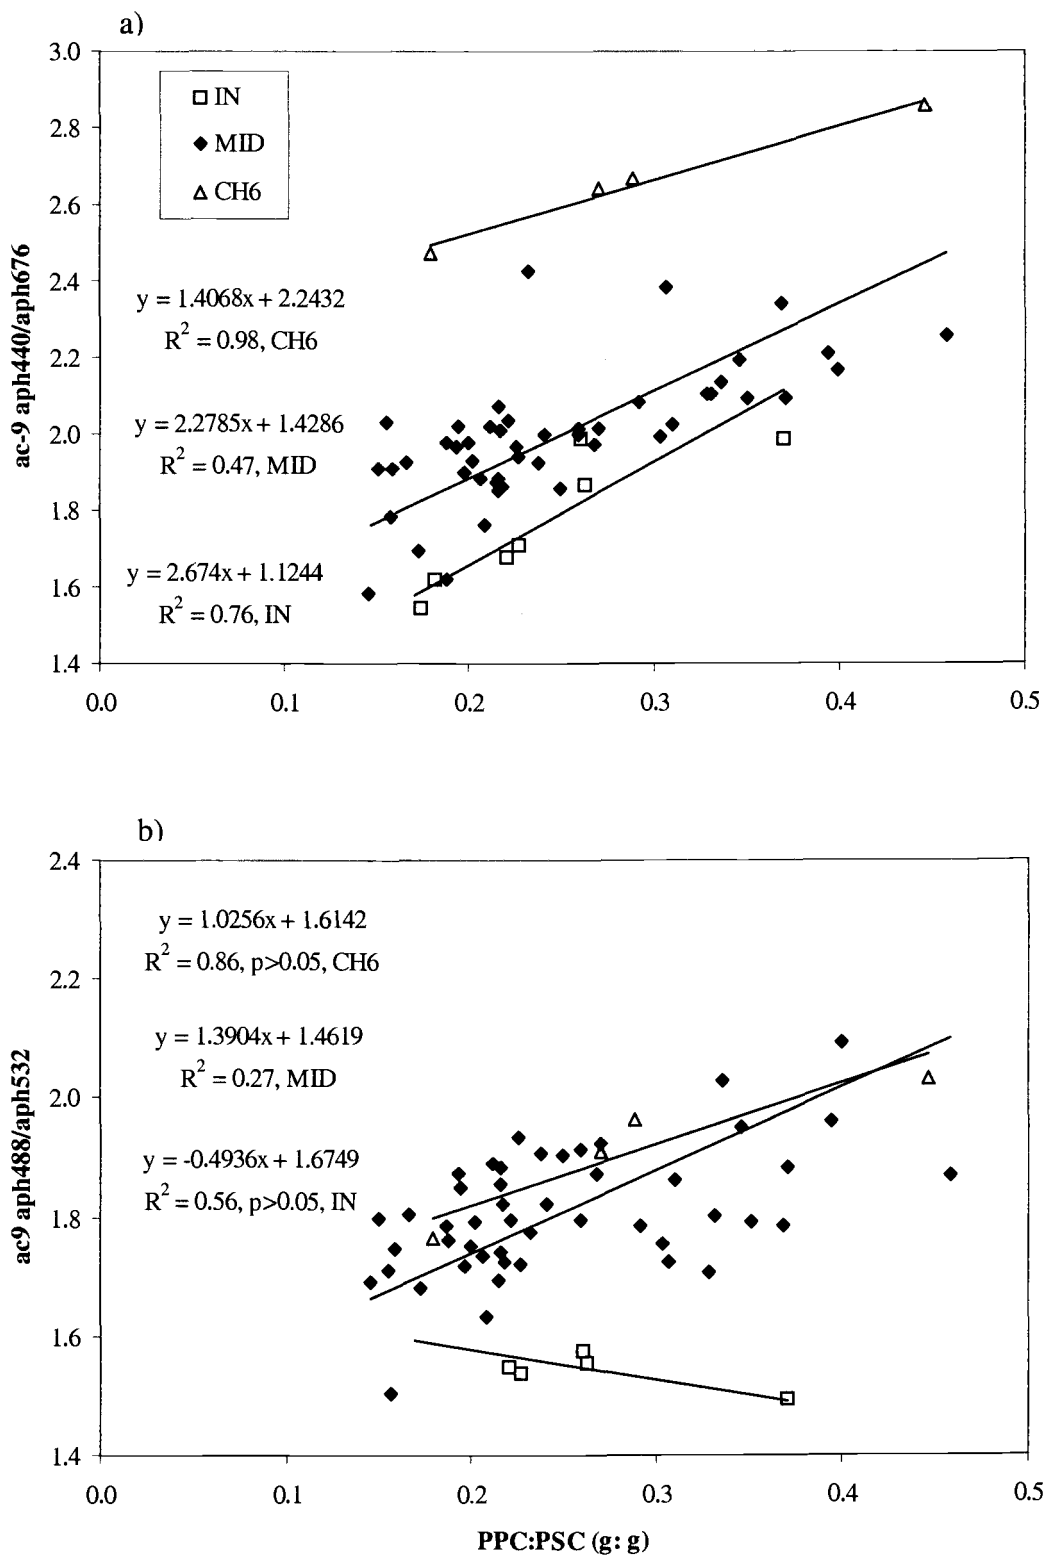 a)
3.0
2.8
2.6
2.4
2.2
2.0
1.8
1.6
1.4
ac-9 aph440/aph676
IN
MID
CH6
y = 1.4068x + 2.2432
R² = 0.98, CH6
y = 2.2785x + 1.4286
R² = 0.47, MID
y = 2.674x + 1.1244
R² = 0.76, IN
0.0 0.1 0.2 0.3 0.4 0.5
b)
2.4
2.2
2.0
1.8
1.6
1.4
ac9 aph488/aph532
y = 1.0256x + 1.6142
R² = 0.86, p>0.05, CH6
y = 1.3904x + 1.4619
R² = 0.27, MID
y = -0.4936x + 1.6749
R² = 0.56, p>0.05, IN
0.0 0.1 0.2 0.3 0.4 0.5
PPC:PSC (g: g)